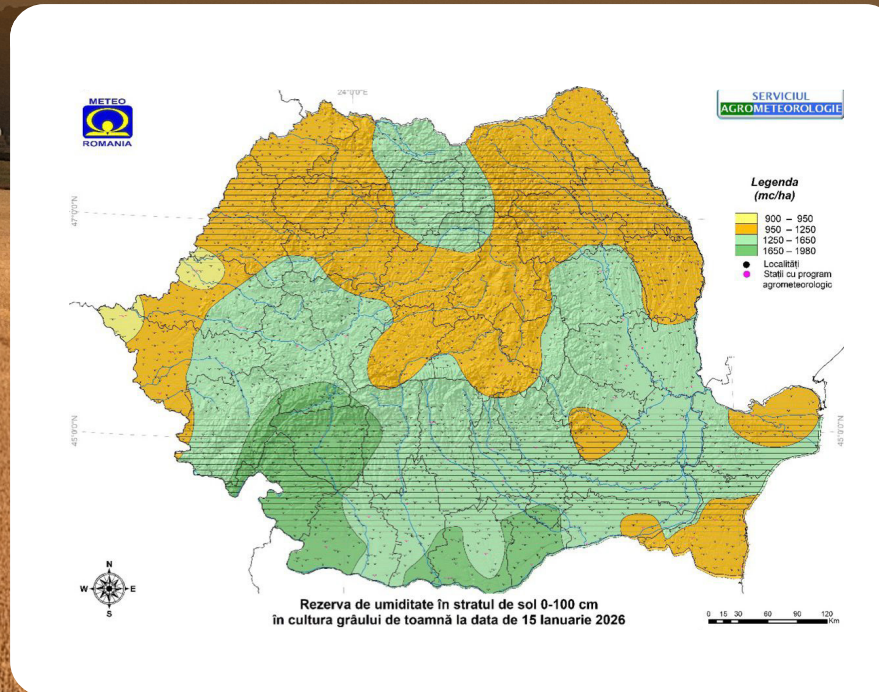 METEO
ROMANIA
24°0'0"E
SERVICIUL
AGROMETEOROLOGIE
Legenda
(mc/ha)
900 – 950
950 – 1250
1250 – 1650
1650 – 1980
Localități
Stații cu program
agrometeorologic
47°0'0"N
45°0'0"N
45°0'0"N
N
W
E
S
Rezerva de umiditate în stratul de sol 0-100 cm
în cultura grâului de toamnă la data de 15 Ianuarie 2026
0 15 30 60 90 120
Km